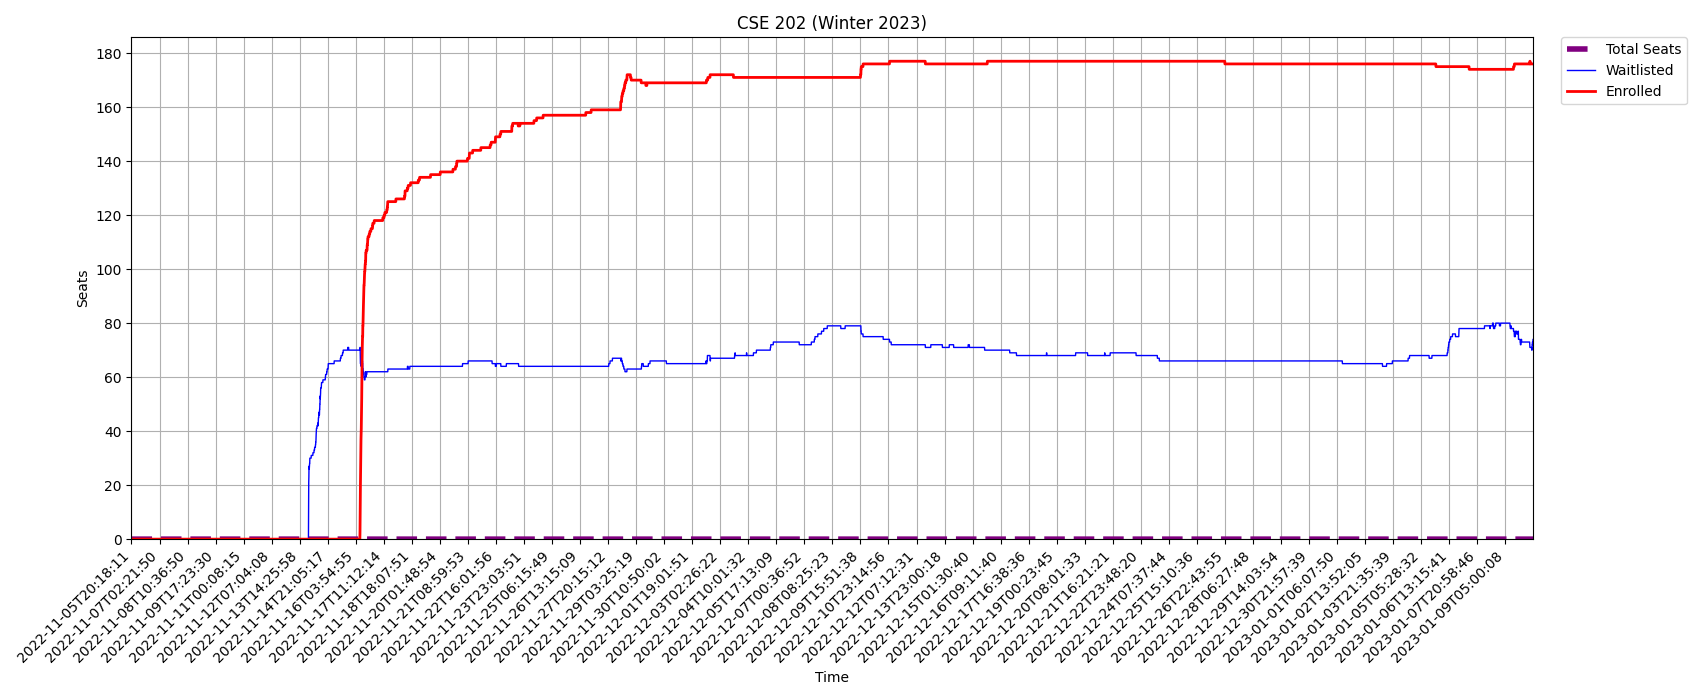 CSE 202 (Winter 2023)
Total Seats
Waitlisted
Enrolled
Seats
180
160
140
120
100
80
60
40
20
0
2022-11-05T20:18:11
2022-11-07T02:21:50
2022-11-08T10:36:50
2022-11-09T17:23:30
2022-11-11T00:08:15
2022-11-12T07:04:08
2022-11-13T14:25:58
2022-11-14T21:05:17
2022-11-16T03:54:55
2022-11-17T11:12:14
2022-11-18T18:07:51
2022-11-20T01:48:54
2022-11-21T08:59:53
2022-11-22T16:01:56
2022-11-23T23:03:51
2022-11-25T06:15:49
2022-11-26T13:15:09
2022-11-27T20:15:12
2022-11-29T03:25:19
2022-11-30T10:50:02
2022-12-01T19:01:51
2022-12-03T02:26:22
2022-12-04T10:01:32
2022-12-05T17:13:09
2022-12-07T00:36:52
2022-12-08T08:25:23
2022-12-09T15:51:38
2022-12-10T23:14:56
2022-12-12T07:12:31
2022-12-13T23:00:18
2022-12-15T01:30:40
2022-12-16T09:11:40
2022-12-17T16:38:36
2022-12-19T00:23:45
2022-12-20T08:01:33
2022-12-21T16:21:21
2022-12-22T23:48:20
2022-12-24T07:37:44
2022-12-25T15:10:36
2022-12-26T22:43:55
2022-12-28T06:27:48
2022-12-29T14:03:54
2022-12-30T21:57:39
2023-01-01T06:07:50
2023-01-02T13:52:05
2023-01-03T21:35:39
2023-01-05T05:28:32
2023-01-06T13:15:41
2023-01-07T20:58:46
2023-01-09T05:00:08
Time